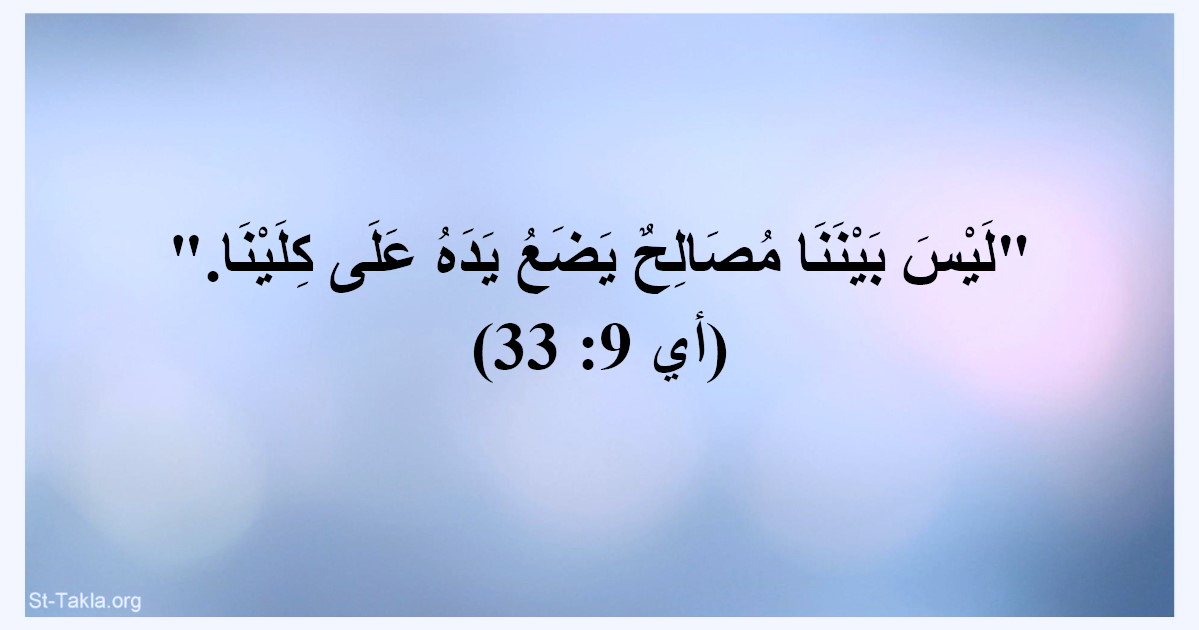 "لَيْسَ بَيْنَنَا مُصَالِحٌ يَضَعُ يَدَهُ عَلَى كِلَيْنَا."
(أي 9: 33)
St-Takla.org